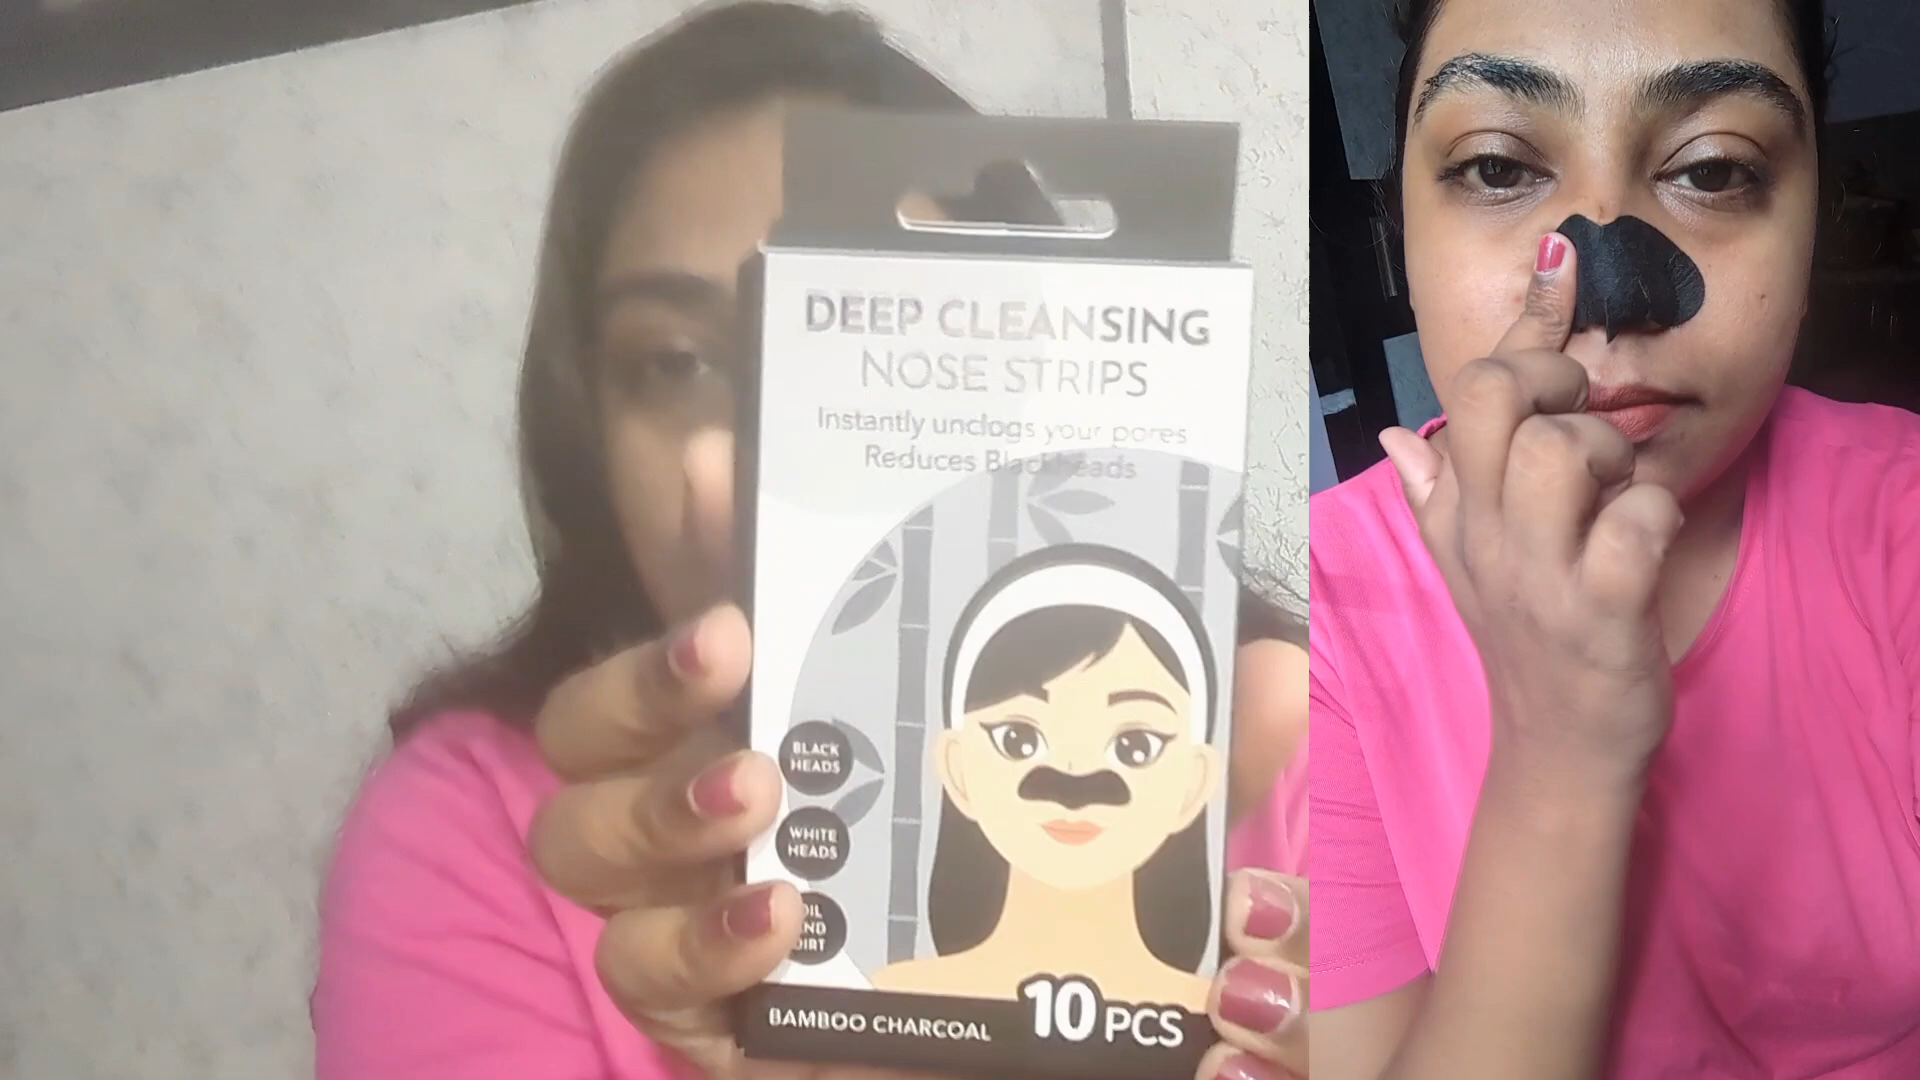 DEEP CLEANSING
NOSE STRIPS
Instantly unclogs your pores
Reduces Blackheads
BLACK
HEADS
WHITE
HEADS
OIL
AND
DIRT
BAMBOO CHARCOAL
10 PCS